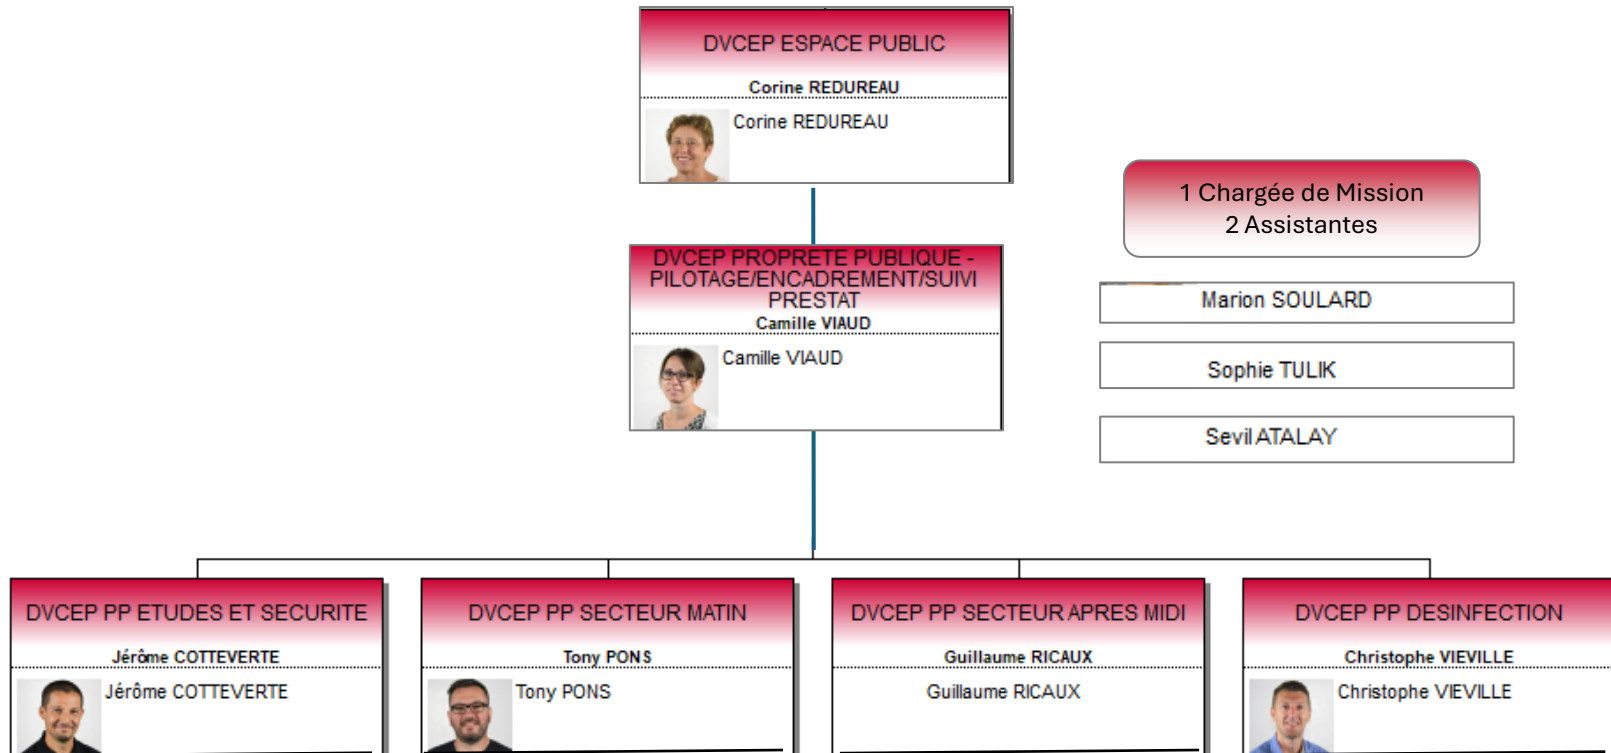 DVCEP ESPACE PUBLIC
Corine REDUREAU
Corine REDUREAU
1 Chargée de Mission
2 Assistantes
DVCEP PROPRETE PUBLIQUE -
PILOTAGE/ENCADREMENT/SUIVI
PRESTAT
Camille VIAUD
Camille VIAUD
Marion SOULARD
Sophie TULIK
Sevil ATALAY
DVCEP PP ETUDES ET SECURITE
Jérôme COTTEVERTE
Jérôme COTTEVERTE
DVCEP PP SECTEUR MATIN
Tony PONS
Tony PONS
DVCEP PP SECTEUR APRES MIDI
Guillaume RICAUX
Guillaume RICAUX
DVCEP PP DESINFECTION
Christophe VIEVILLE
Christophe VIEVILLE